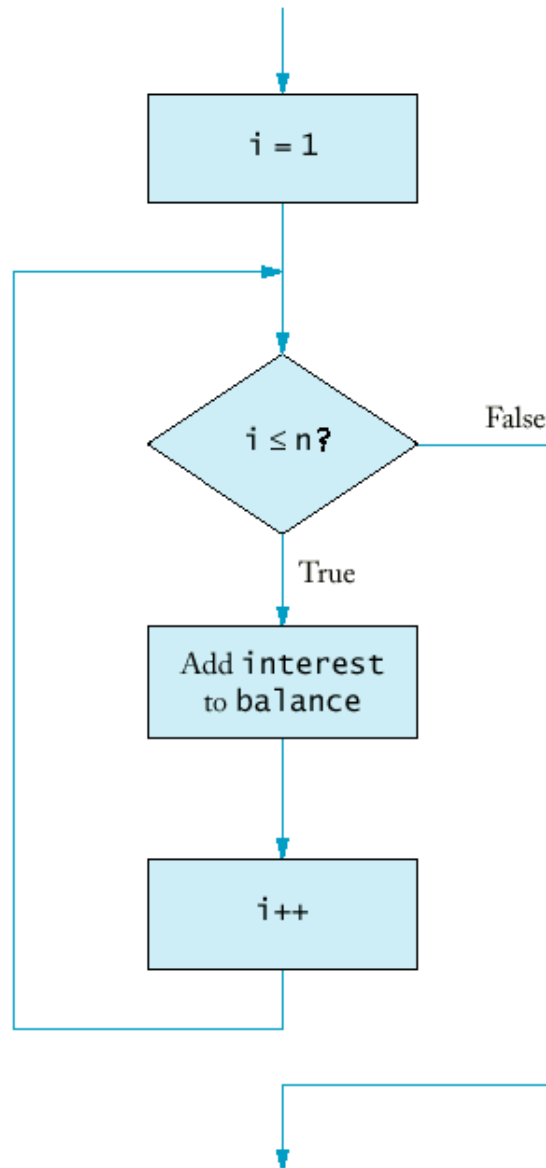 i = 1
i ≤ n?
False
True
Add interest
to balance
i++